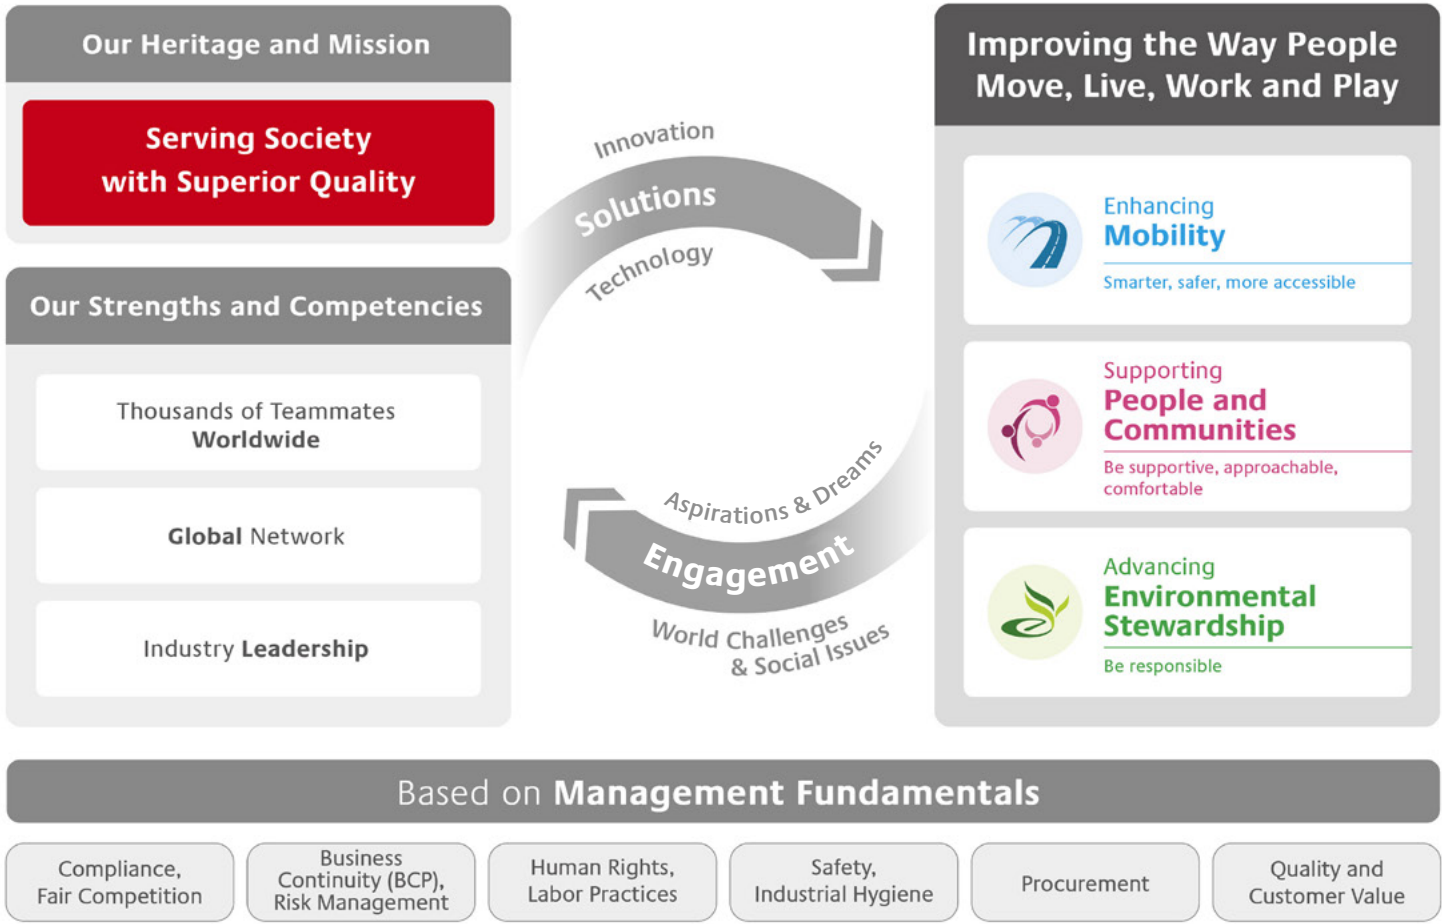 Our Heritage and Mission
Serving Society
with Superior Quality
Our Strengths and Competencies
Thousands of Teammates
Worldwide
Global Network
Industry Leadership
Innovation
Solutions
Technology
Aspirations & Dreams
Engagement
World Challenges
& Social Issues
Improving the Way People
Move, Live, Work and Play
Enhancing
Mobility
Smarter, safer, more accessible
Supporting
People and
Communities
Be supportive, approachable,
comfortable
Advancing
Environmental
Stewardship
Be responsible
Based on Management Fundamentals
Compliance,
Fair Competition
Business
Continuity (BCP),
Risk Management
Human Rights,
Labor Practices
Safety,
Industrial Hygiene
Procurement
Quality and
Customer Value